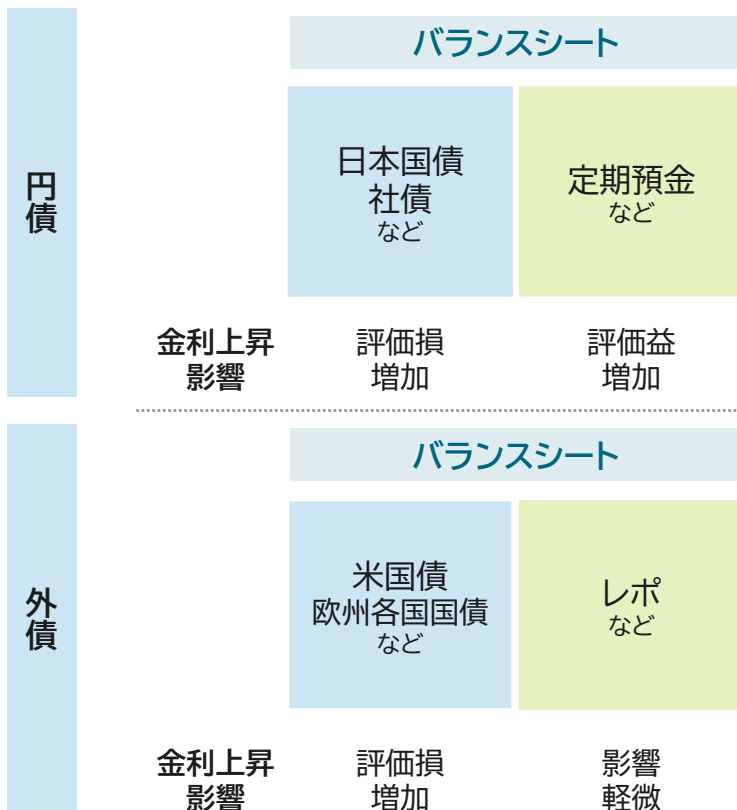 円債
バランスシート
日本国債
社債
など
定期預金
など
金利上昇
影響
評価損
増加
評価益
増加
外債
バランスシート
米国債
欧州各国国債
など
レポ
など
金利上昇
影響
評価損
増加
影響
軽微